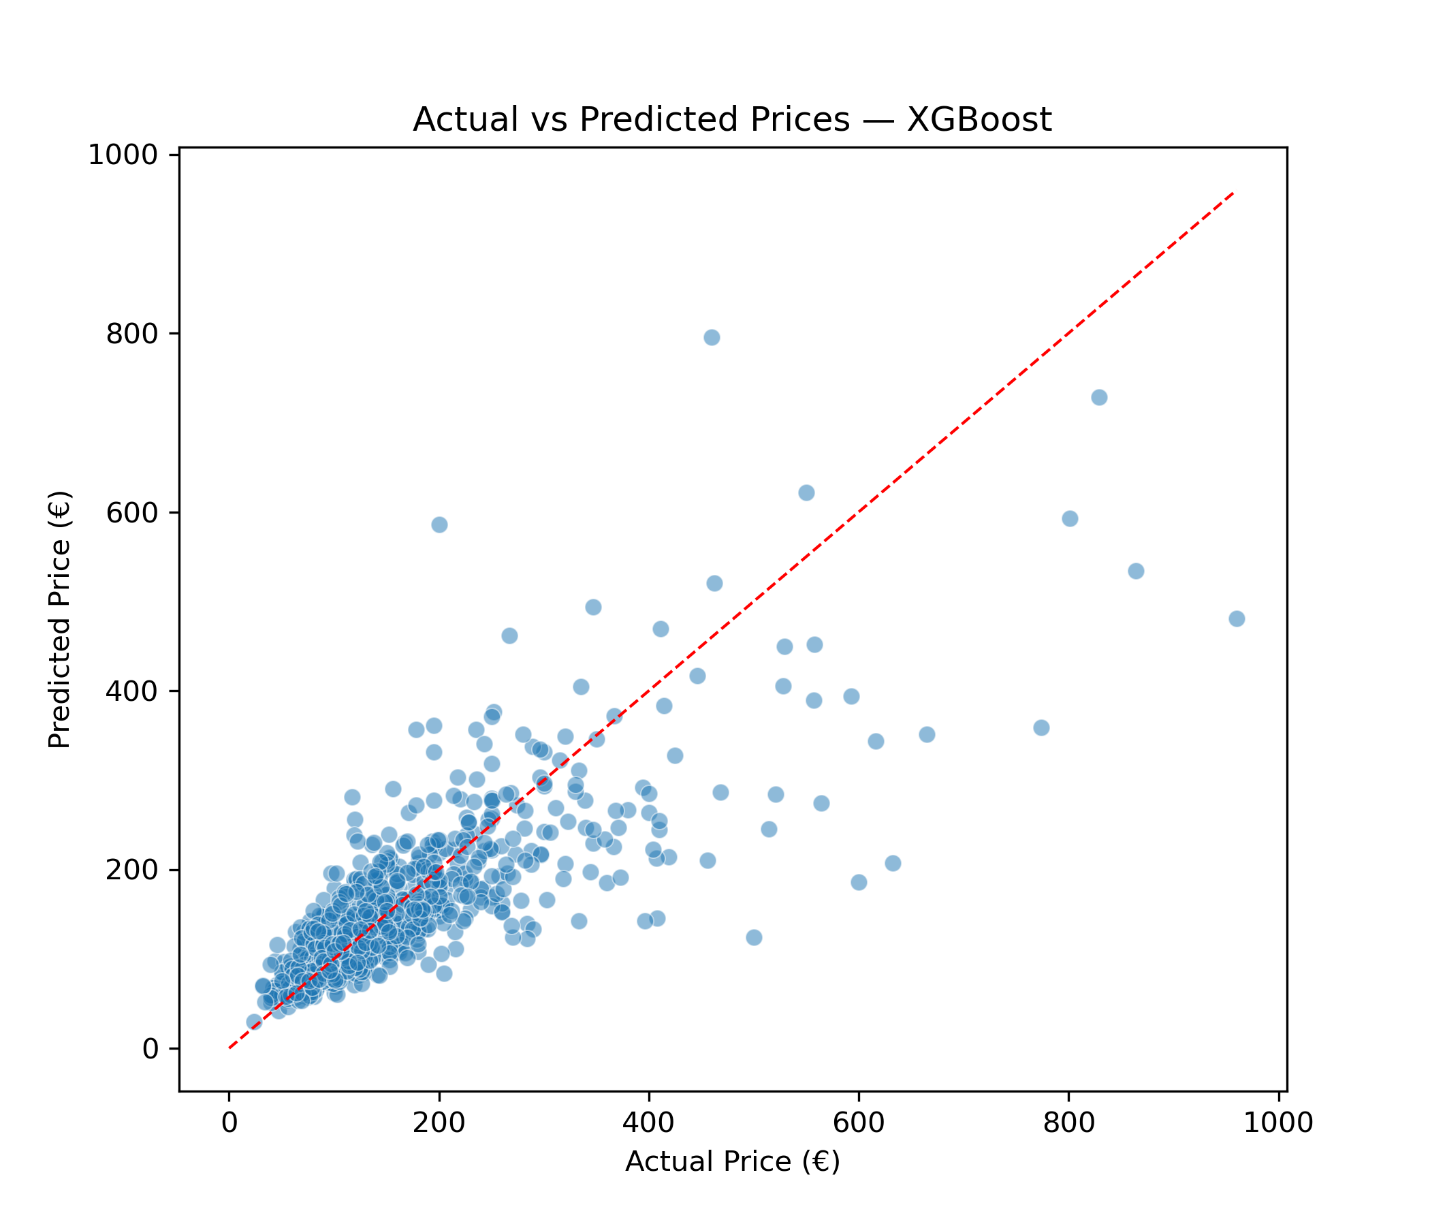 Actual vs Predicted Prices — XGBoost
1000
800
600
400
200
0
Predicted Price (€)
0 200 400 600 800 1000
Actual Price (€)